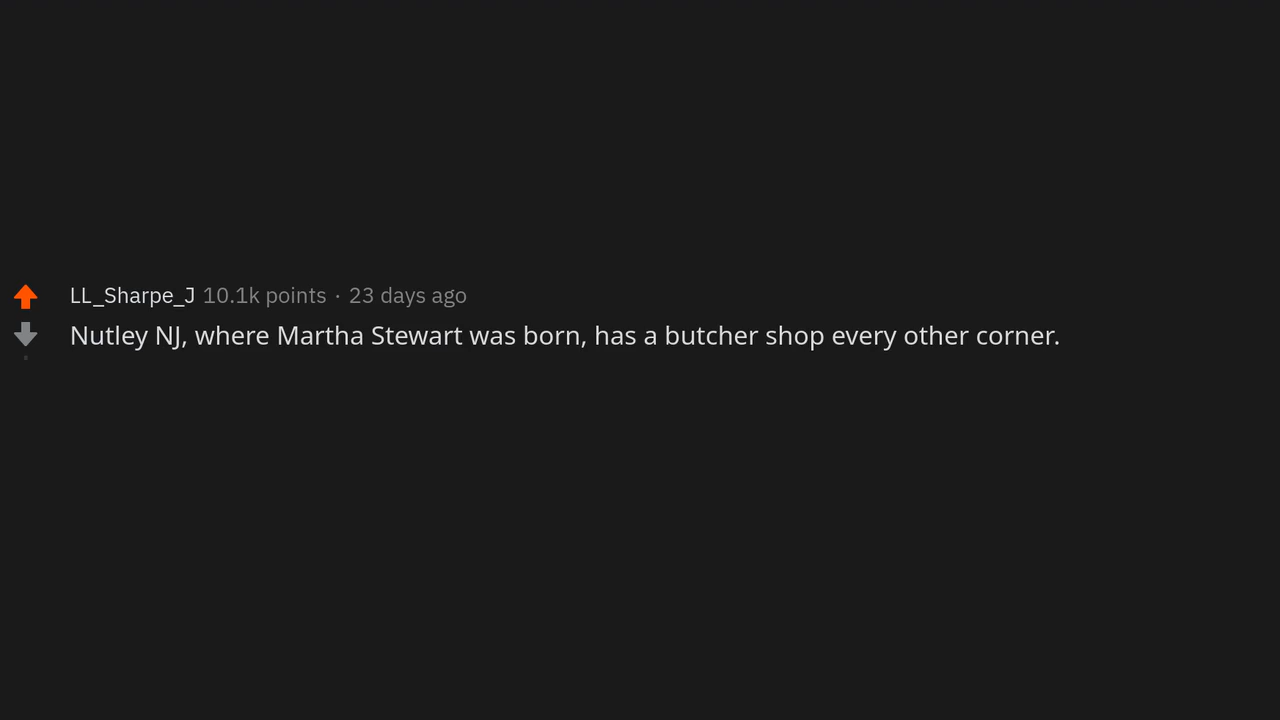 LL_Sharpe_J 10.1k points · 23 days ago
Nutley NJ, where Martha Stewart was born, has a butcher shop every other corner.